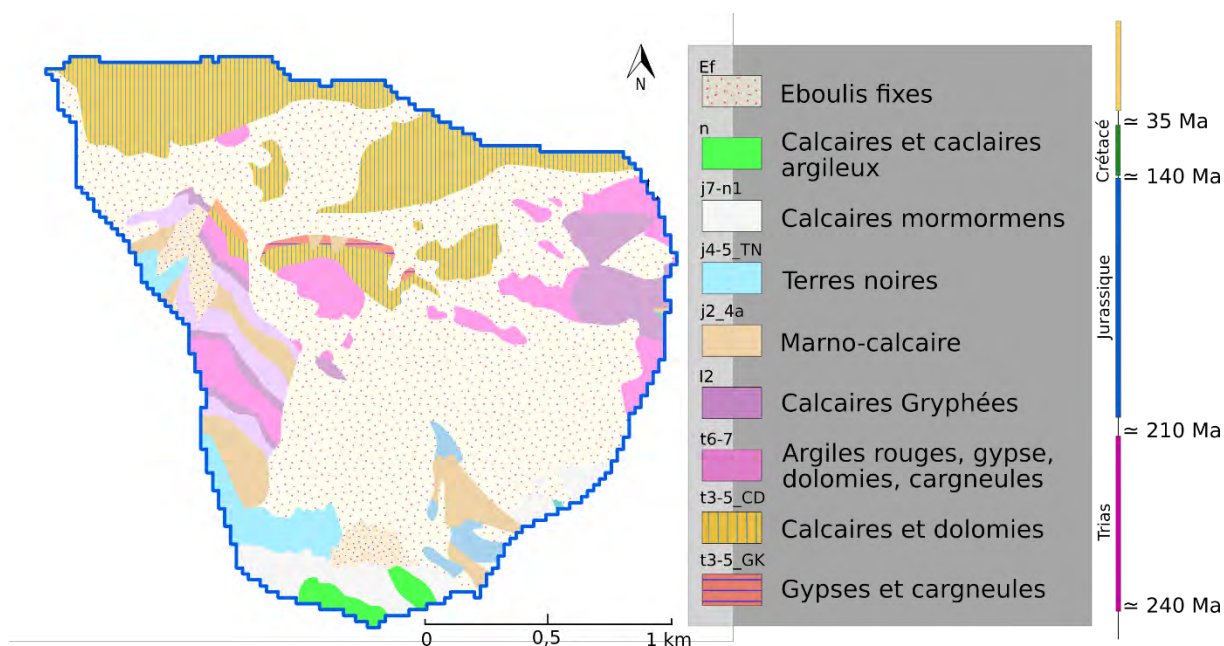 N
Ef
Eboulis fixes
n
Calcaires et caclaires
argileux
j7-n1
Calcaires mormormens
j4-5_TN
Terres noires
j2_4a
Marno-calcaire
l2
Calcaires Gryphées
t6-7
Argiles rouges, gypse,
dolomies, cargneules
t3-5_CD
Calcaires et dolomies
t3-5_GK
Gypses et cargneules
0
0,5
1 km
≃ 35 Ma
Crétacé
≃ 140 Ma
Jurassique
≃ 210 Ma
Trias
≃ 240 Ma